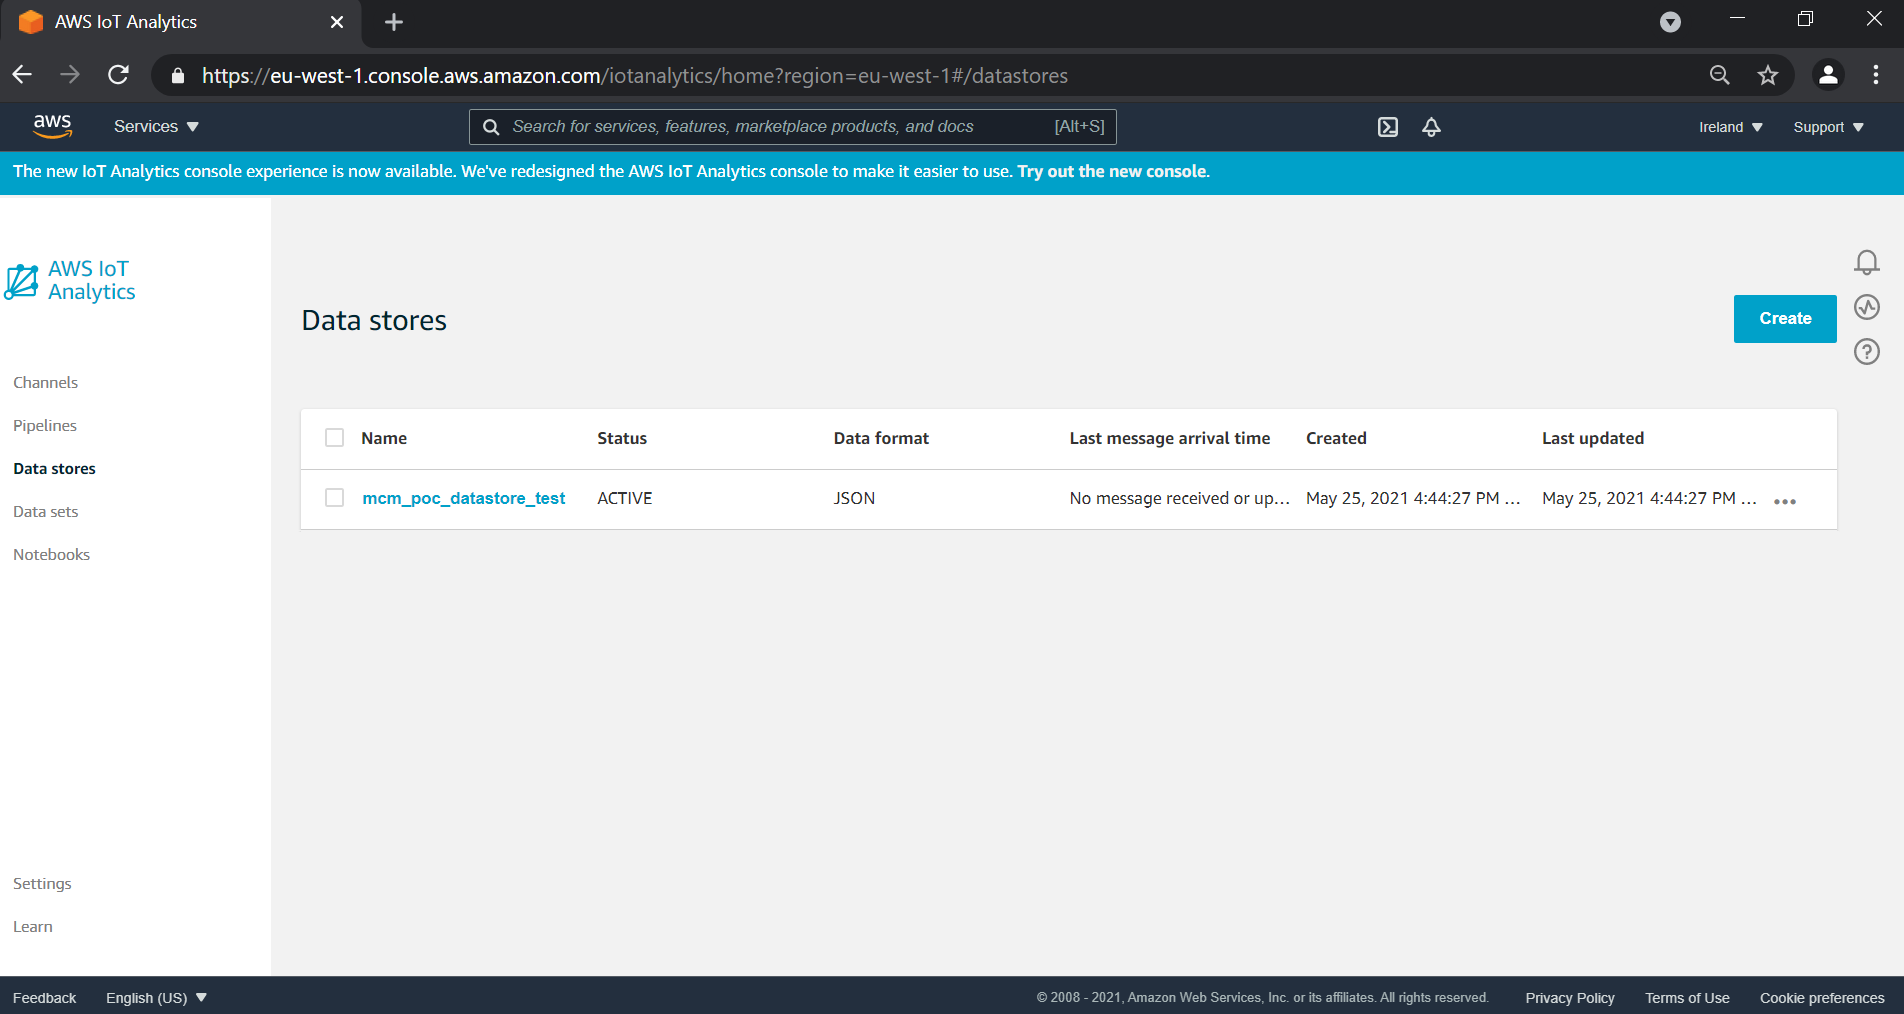 AWS IoT Analytics
https://eu-west-1.console.aws.amazon.com/iotanalytics/home?region=eu-west-1#/datastores
aws
Services
Search for services, features, marketplace products, and docs
[Alt+S]
Ireland
Support
The new IoT Analytics console experience is now available. We've redesigned the AWS IoT Analytics console to make it easier to use. Try out the new console.
AWS IoT
Analytics
Channels
Pipelines
Data stores
Data sets
Notebooks
Settings
Learn
Data stores
Create
Name Status Data format Last message arrival time Created Last updated
mcm_poc_datastore_test ACTIVE JSON No message received or up... May 25, 2021 4:44:27 PM ... May 25, 2021 4:44:27 PM ...
Feedback
English (US)
© 2008 - 2021, Amazon Web Services, Inc. or its affiliates. All rights reserved.
Privacy Policy
Terms of Use
Cookie preferences